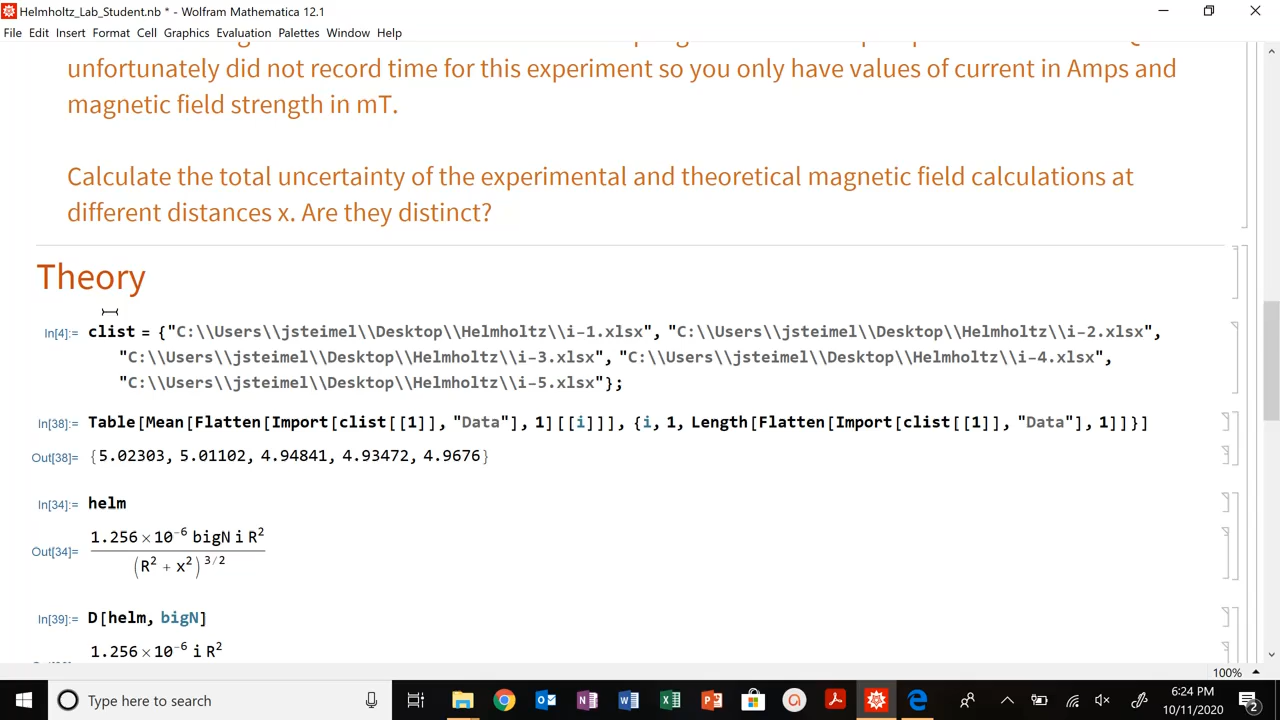 Helmholtz_Lab_Student.nb * - Wolfram Mathematica 12.1
File Edit Insert Format Cell Graphics Evaluation Palettes Window Help
unfortunately did not record time for this experiment so you only have values of current in Amps and
magnetic field strength in mT.
Calculate the total uncertainty of the experimental and theoretical magnetic field calculations at
different distances x. Are they distinct?
Theory
In[4]:= clist = {"C:\\Users\\jsteimel\\Desktop\\Helmholtz\\i-1.xlsx", "C:\\Users\\jsteimel\\Desktop\\Helmholtz\\i-2.xlsx",
"C:\\Users\\jsteimel\\Desktop\\Helmholtz\\i-3.xlsx", "C:\\Users\\jsteimel\\Desktop\\Helmholtz\\i-4.xlsx",
"C:\\Users\\jsteimel\\Desktop\\Helmholtz\\i-5.xlsx"};
In[38]:= Table[Mean[Flatten[Import[clist[[1]], "Data"], 1][[i]]], {i, 1, Length[Flatten[Import[clist[[1]], "Data"], 1]]}]
Out[38]= {5.02303, 5.01102, 4.94841, 4.93472, 4.9676}
In[34]:= helm
1.256 × 10⁻⁶ bigN i R²
Out[34]=
(R² + x²)^3/2
In[39]:= D[helm, bigN]
1.256 × 10⁻⁶ i R²
100%
Type here to search
6:24 PM
10/11/2020
2